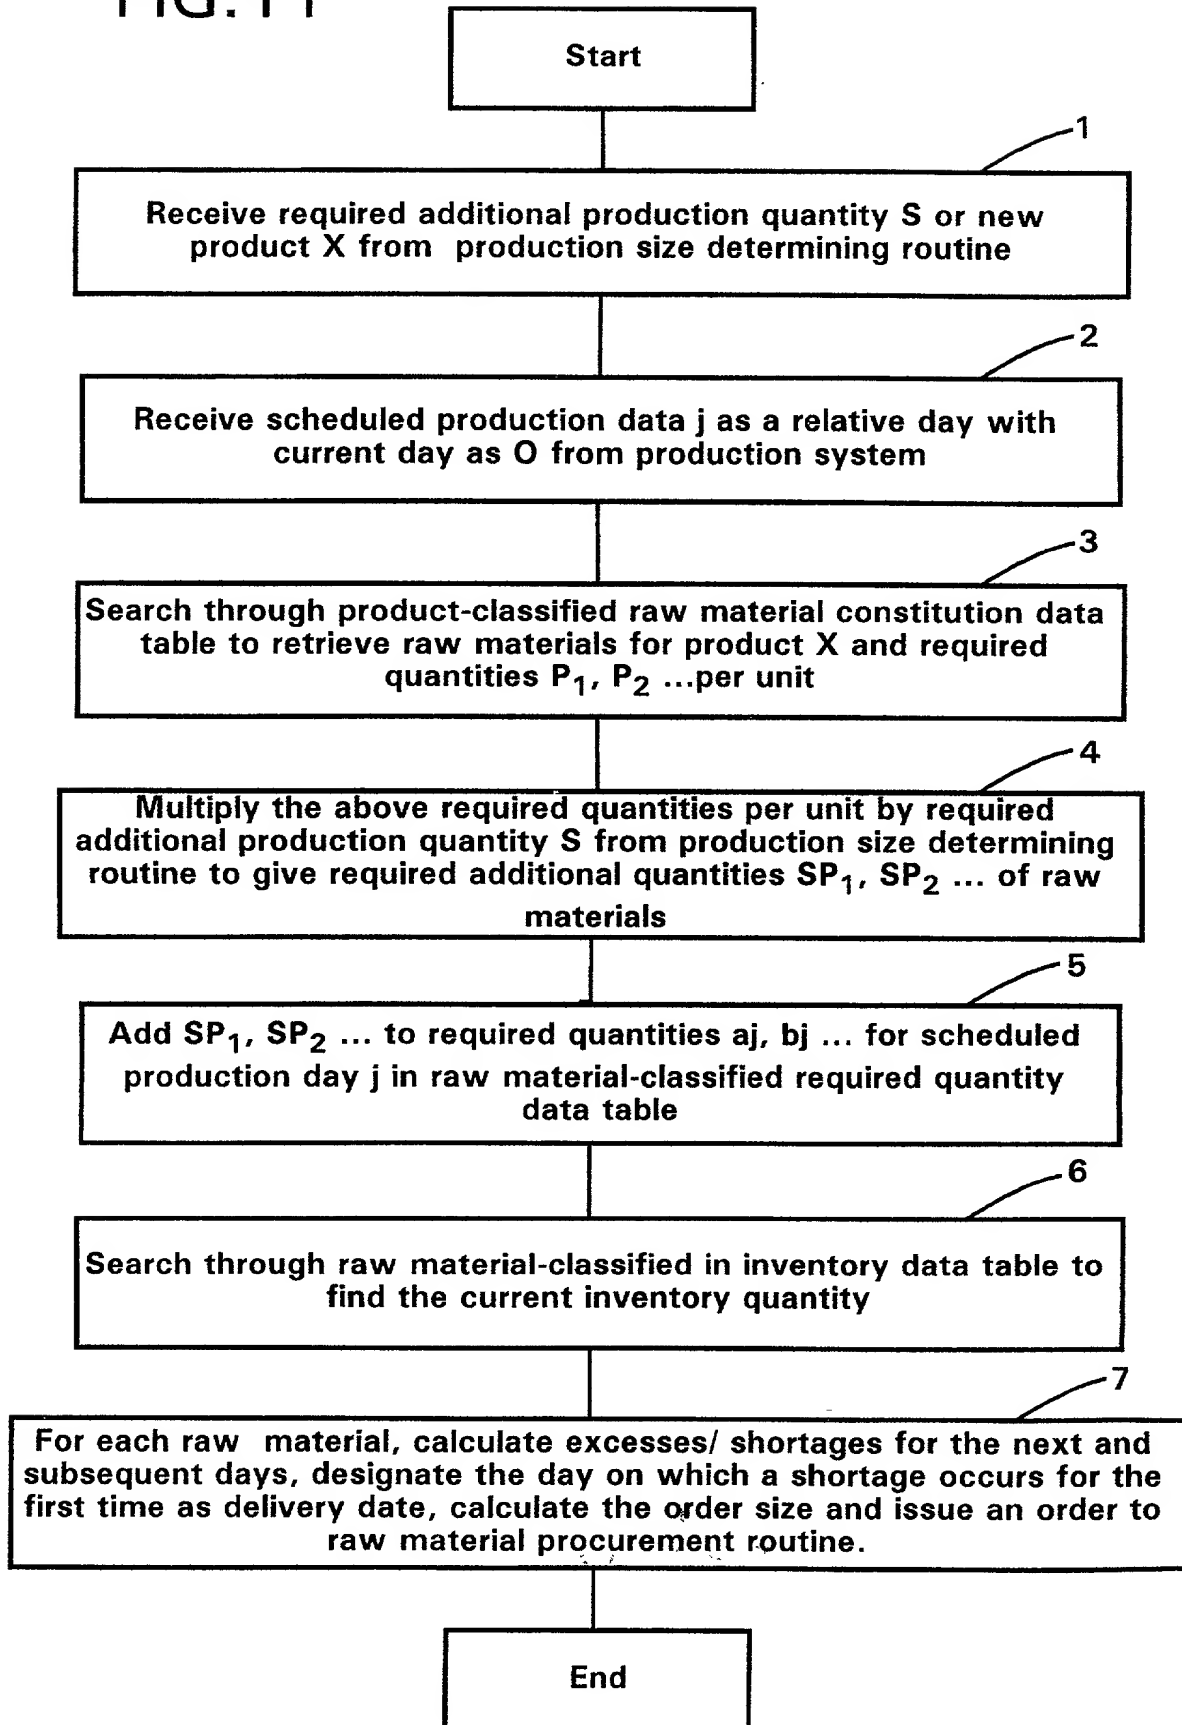 FIG. 11
Start
1
Receive required additional production quantity S or new
product X from production size determining routine
2
Receive scheduled production data j as a relative day with
current day as O from production system
3
Search through product-classified raw material constitution data
table to retrieve raw materials for product X and required
quantities P₁, P₂ ...per unit
4
Multiply the above required quantities per unit by required
additional production quantity S from production size determining
routine to give required additional quantities SP₁, SP₂ ... of raw
materials
5
Add SP₁, SP₂ ... to required quantities aj, bj ... for scheduled
production day j in raw material-classified required quantity
data table
6
Search through raw material-classified in inventory data table to
find the current inventory quantity
7
For each raw material, calculate excesses/ shortages for the next and
subsequent days, designate the day on which a shortage occurs for the
first time as delivery date, calculate the order size and issue an order to
raw material procurement routine.
End